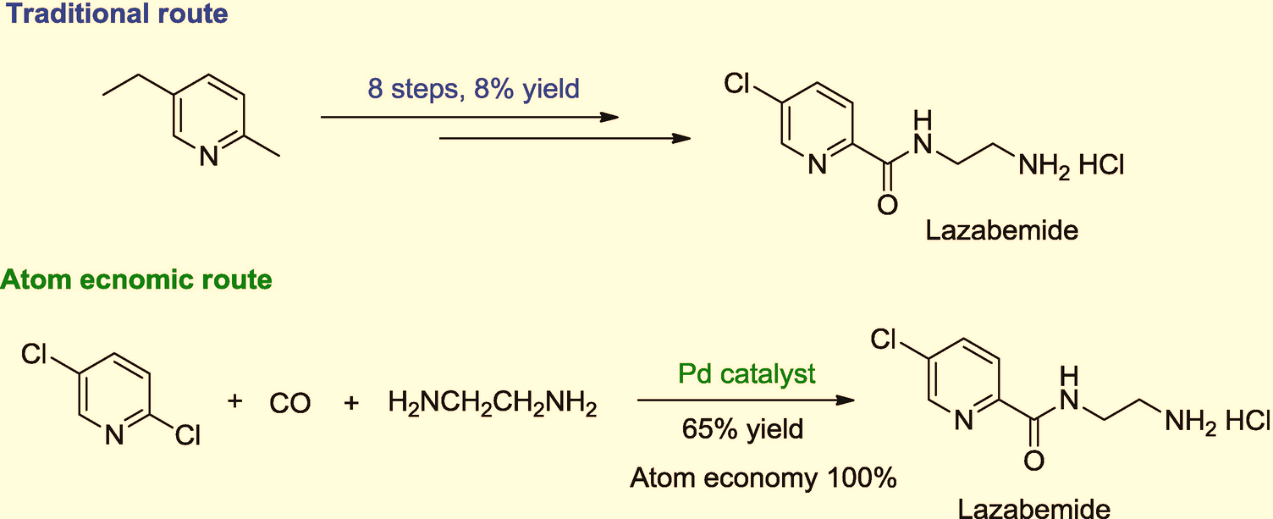 Traditional route
8 steps, 8% yield
Cl
N
N
H
N
O
NH2 HCl
Lazabemide
Atom ecnomic route
Cl
N
Cl
+ CO + H2NCH2CH2NH2
Pd catalyst
65% yield
Atom economy 100%
Cl
N
H
N
O
NH2 HCl
Lazabemide